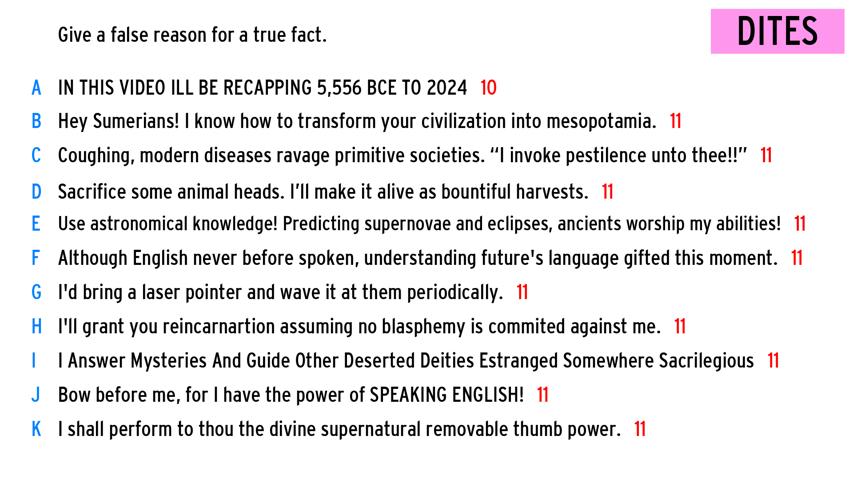 Give a false reason for a true fact.
DITES
A IN THIS VIDEO ILL BE RECAPPING 5,556 BCE TO 2024 10
B Hey Sumerians! I know how to transform your civilization into mesopotamia. 11
C Coughing, modern diseases ravage primitive societies. “I invoke pestilence unto thee!!” 11
D Sacrifice some animal heads. I’ll make it alive as bountiful harvests. 11
E Use astronomical knowledge! Predicting supernovae and eclipses, ancients worship my abilities! 11
F Although English never before spoken, understanding future's language gifted this moment. 11
G I'd bring a laser pointer and wave it at them periodically. 11
H I'll grant you reincarnartion assuming no blasphemy is commited against me. 11
I I Answer Mysteries And Guide Other Deserted Deities Estranged Somewhere Sacrilegious 11
J Bow before me, for I have the power of SPEAKING ENGLISH! 11
K I shall perform to thou the divine supernatural removable thumb power. 11